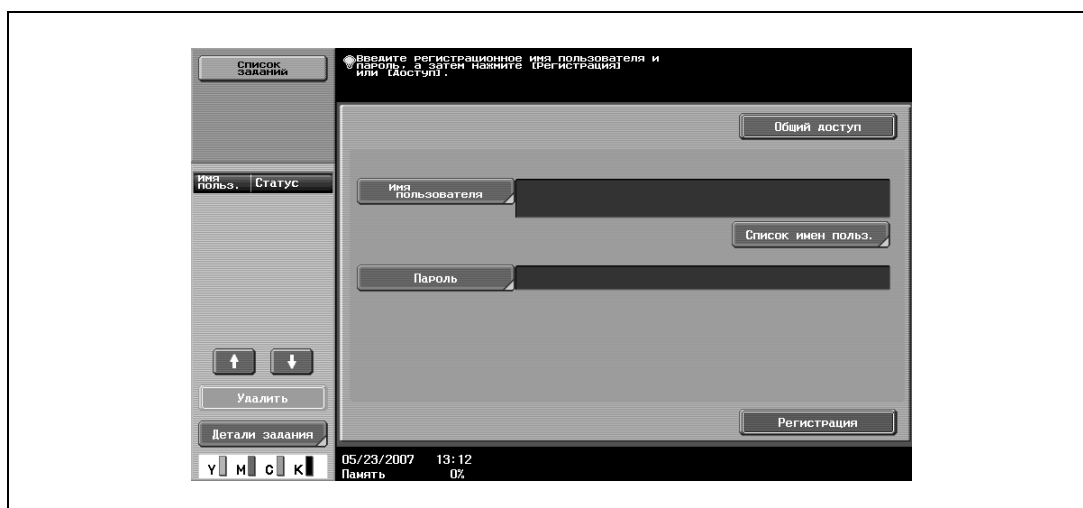 Список
заданий
Введите регистрационное имя пользователя и
пароль, а затем нажмите [Регистрация]
или [Доступ].
Общий доступ
Имя
польз.
Статус
Имя
пользователя
Список имен польз.
Пароль
Удалить
Детали задания
Регистрация
Y M C K
05/23/2007 13:12
Память 0%